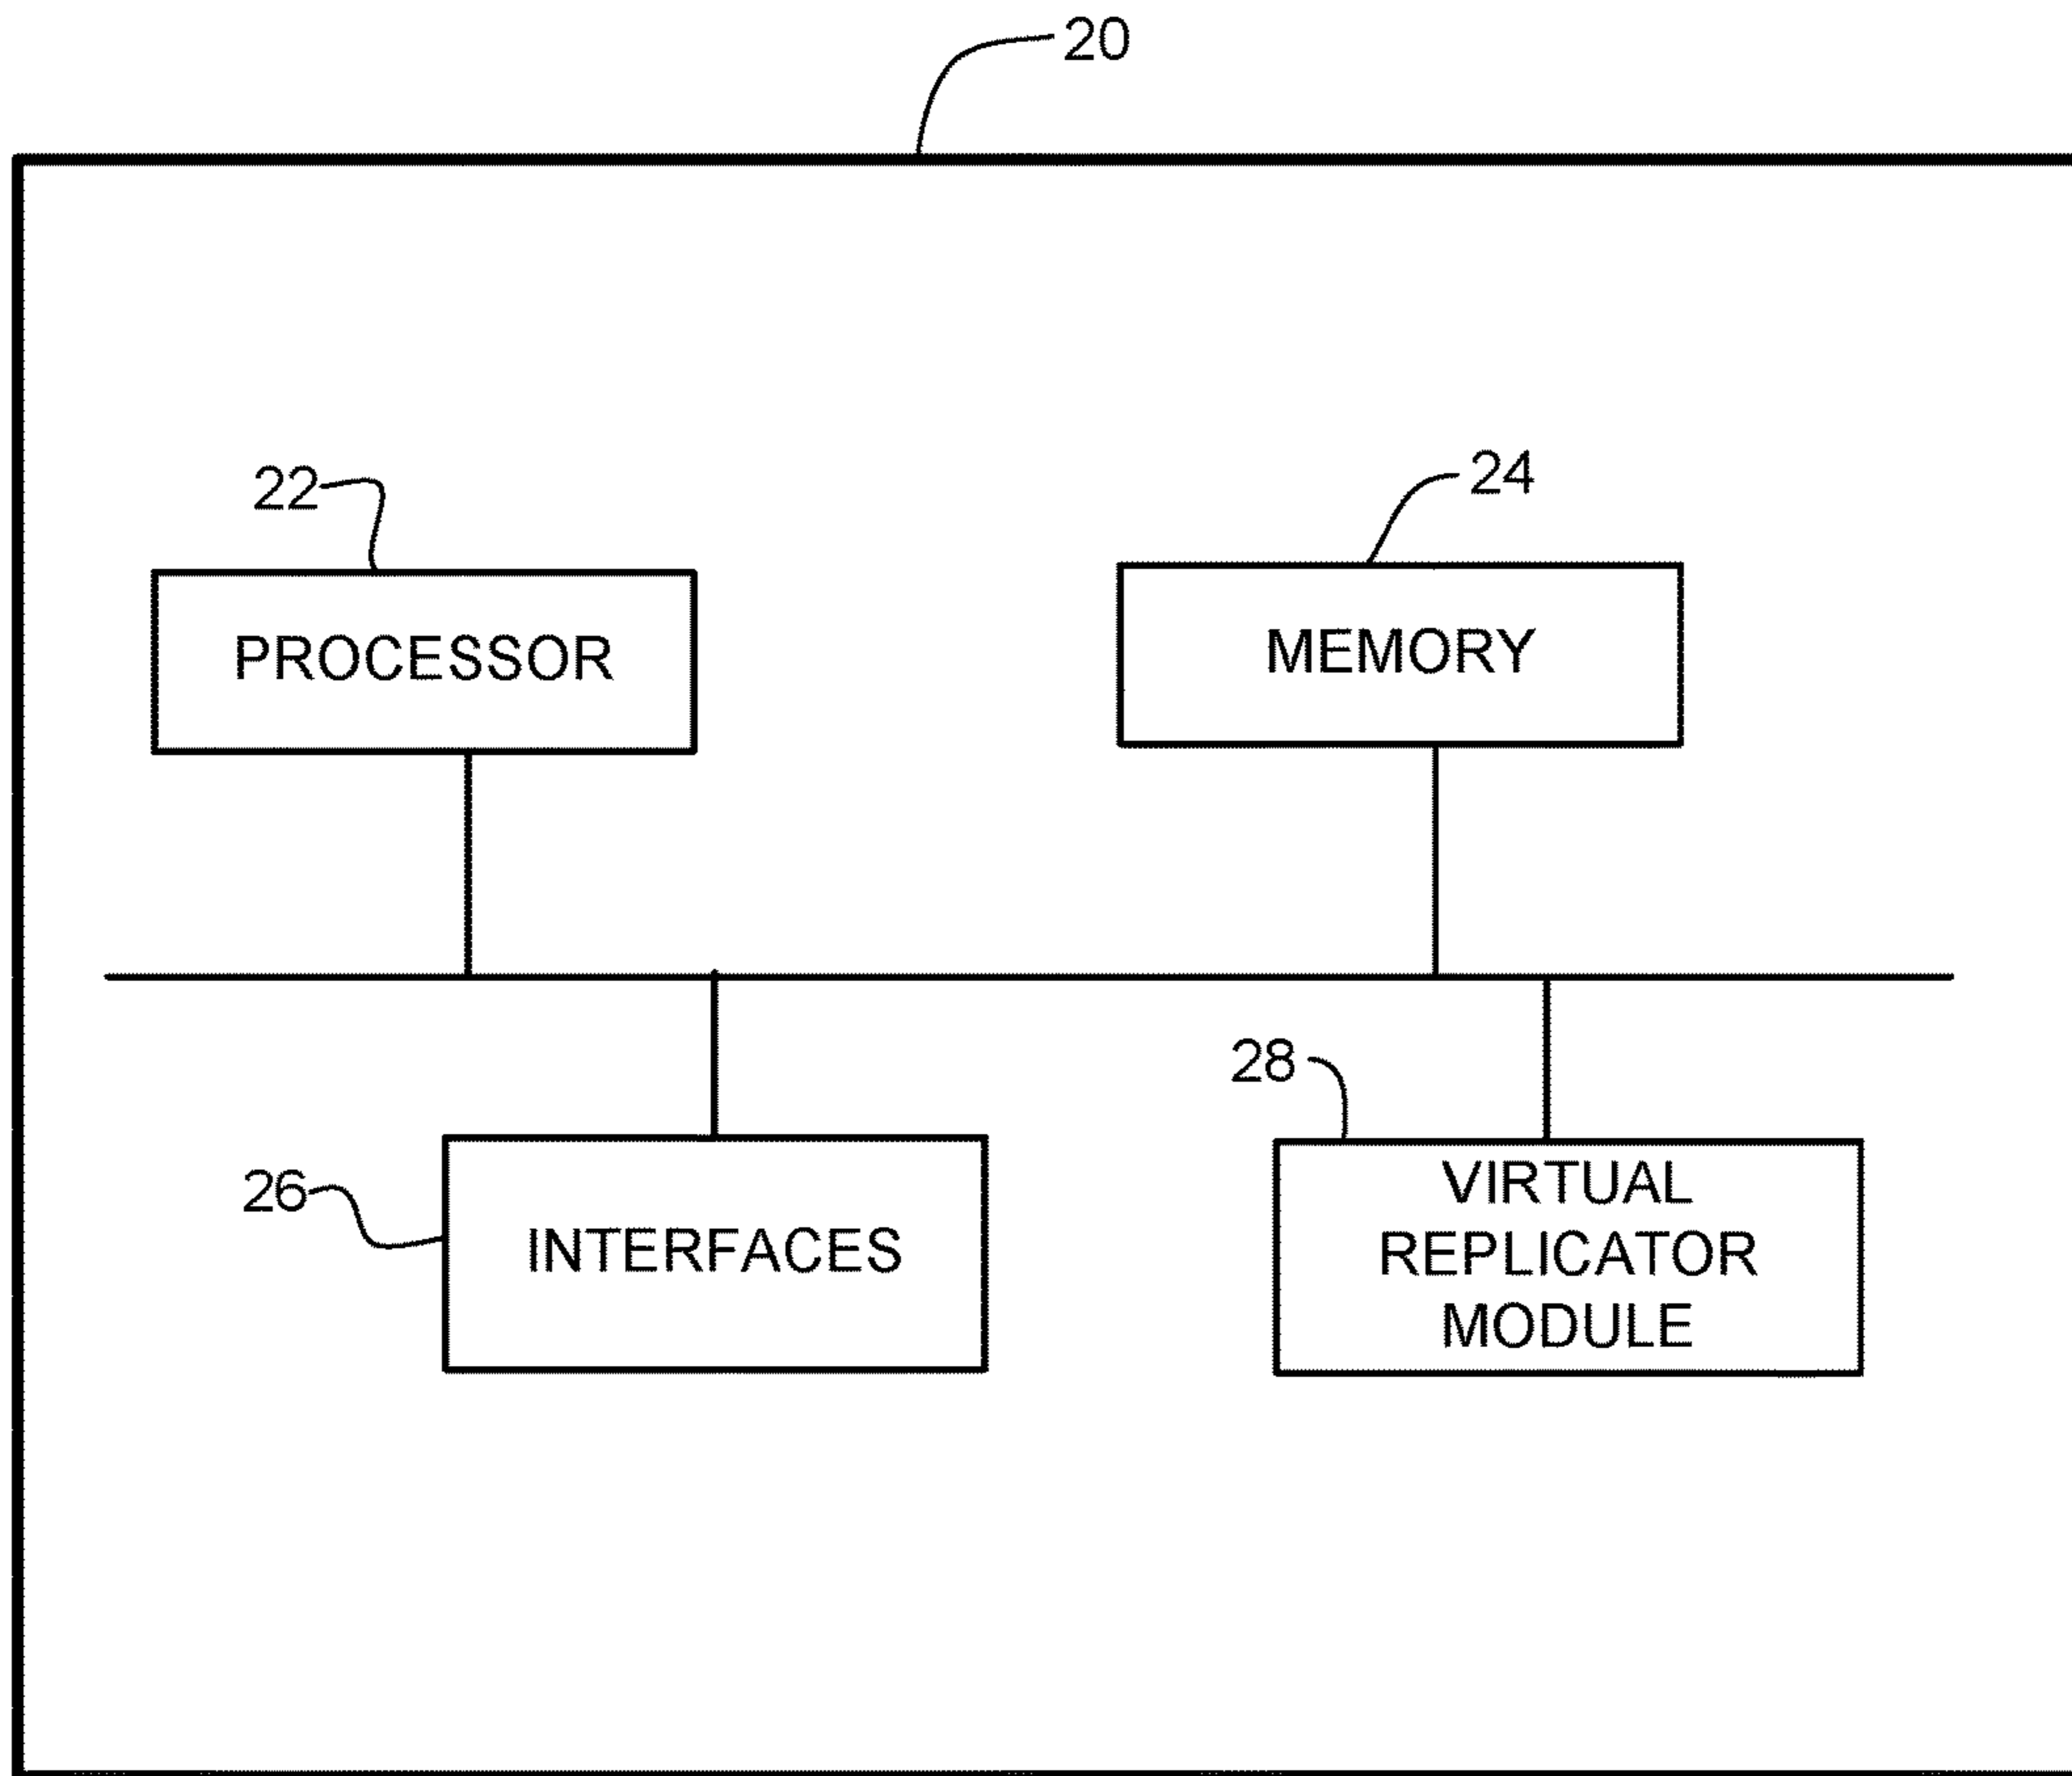 20
22
24
PROCESSOR
MEMORY
28
26
INTERFACES
VIRTUAL
REPLICATOR
MODULE